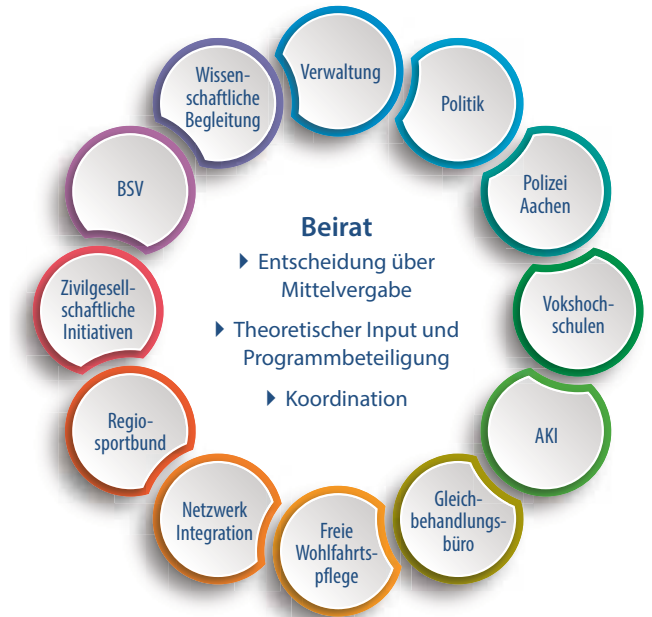 Verwaltung
Politik
Polizei
Aachen
Vokshoch-
schulen
AKI
Gleich-
behandlungs-
büro
Freie
Wohlfahrts-
pflege
Netzwerk
Integration
Regio-
sportbund
Zivilgesell-
schaftliche
Initiativen
BSV
Wissen-
schaftliche
Begleitung
Beirat
Entscheidung über
Mittelvergabe
Theoretischer Input und
Programmbeteiligung
Koordination